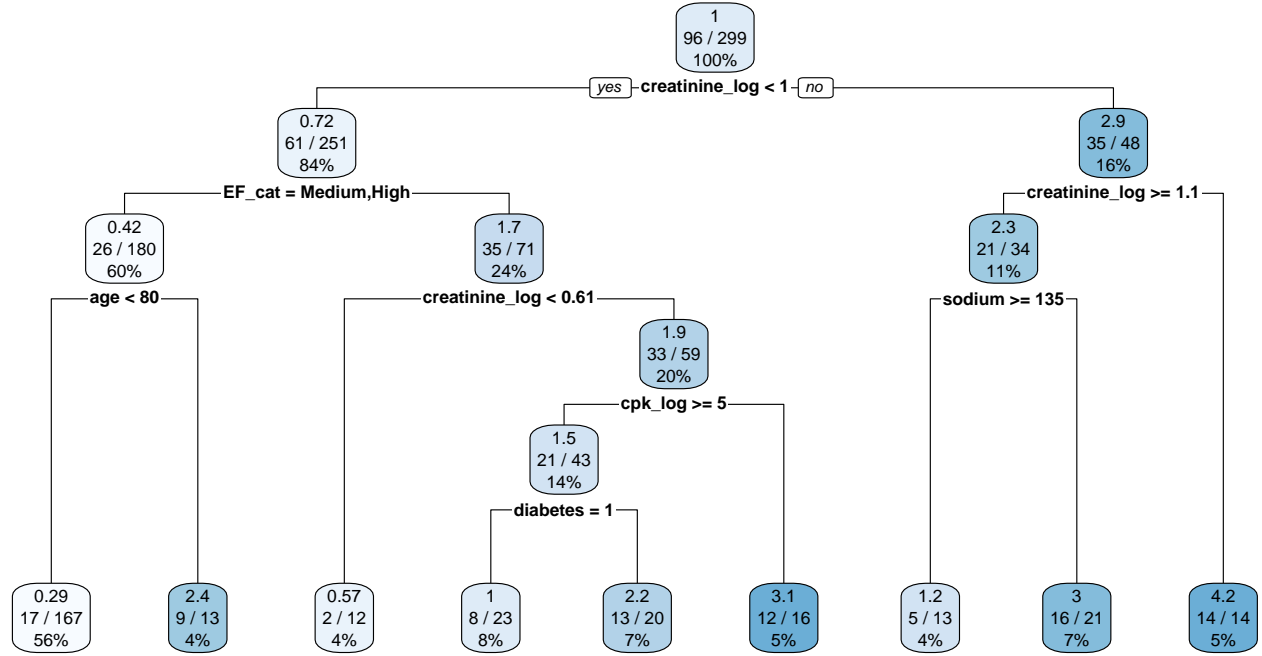 1
96 / 299
100%
yes creatinine_log < 1 no
0.72
61 / 251
84%
2.9
35 / 48
16%
EF_cat = Medium,High
creatinine_log >= 1.1
0.42
26 / 180
60%
1.7
35 / 71
24%
2.3
21 / 34
11%
age < 80
creatinine_log < 0.61
sodium >= 135
1.9
33 / 59
20%
cpk_log >= 5
1.5
21 / 43
14%
diabetes = 1
0.29
17 / 167
56%
2.4
9 / 13
4%
0.57
2 / 12
4%
1
8 / 23
8%
2.2
13 / 20
7%
3.1
12 / 16
5%
1.2
5 / 13
4%
3
16 / 21
7%
4.2
14 / 14
5%